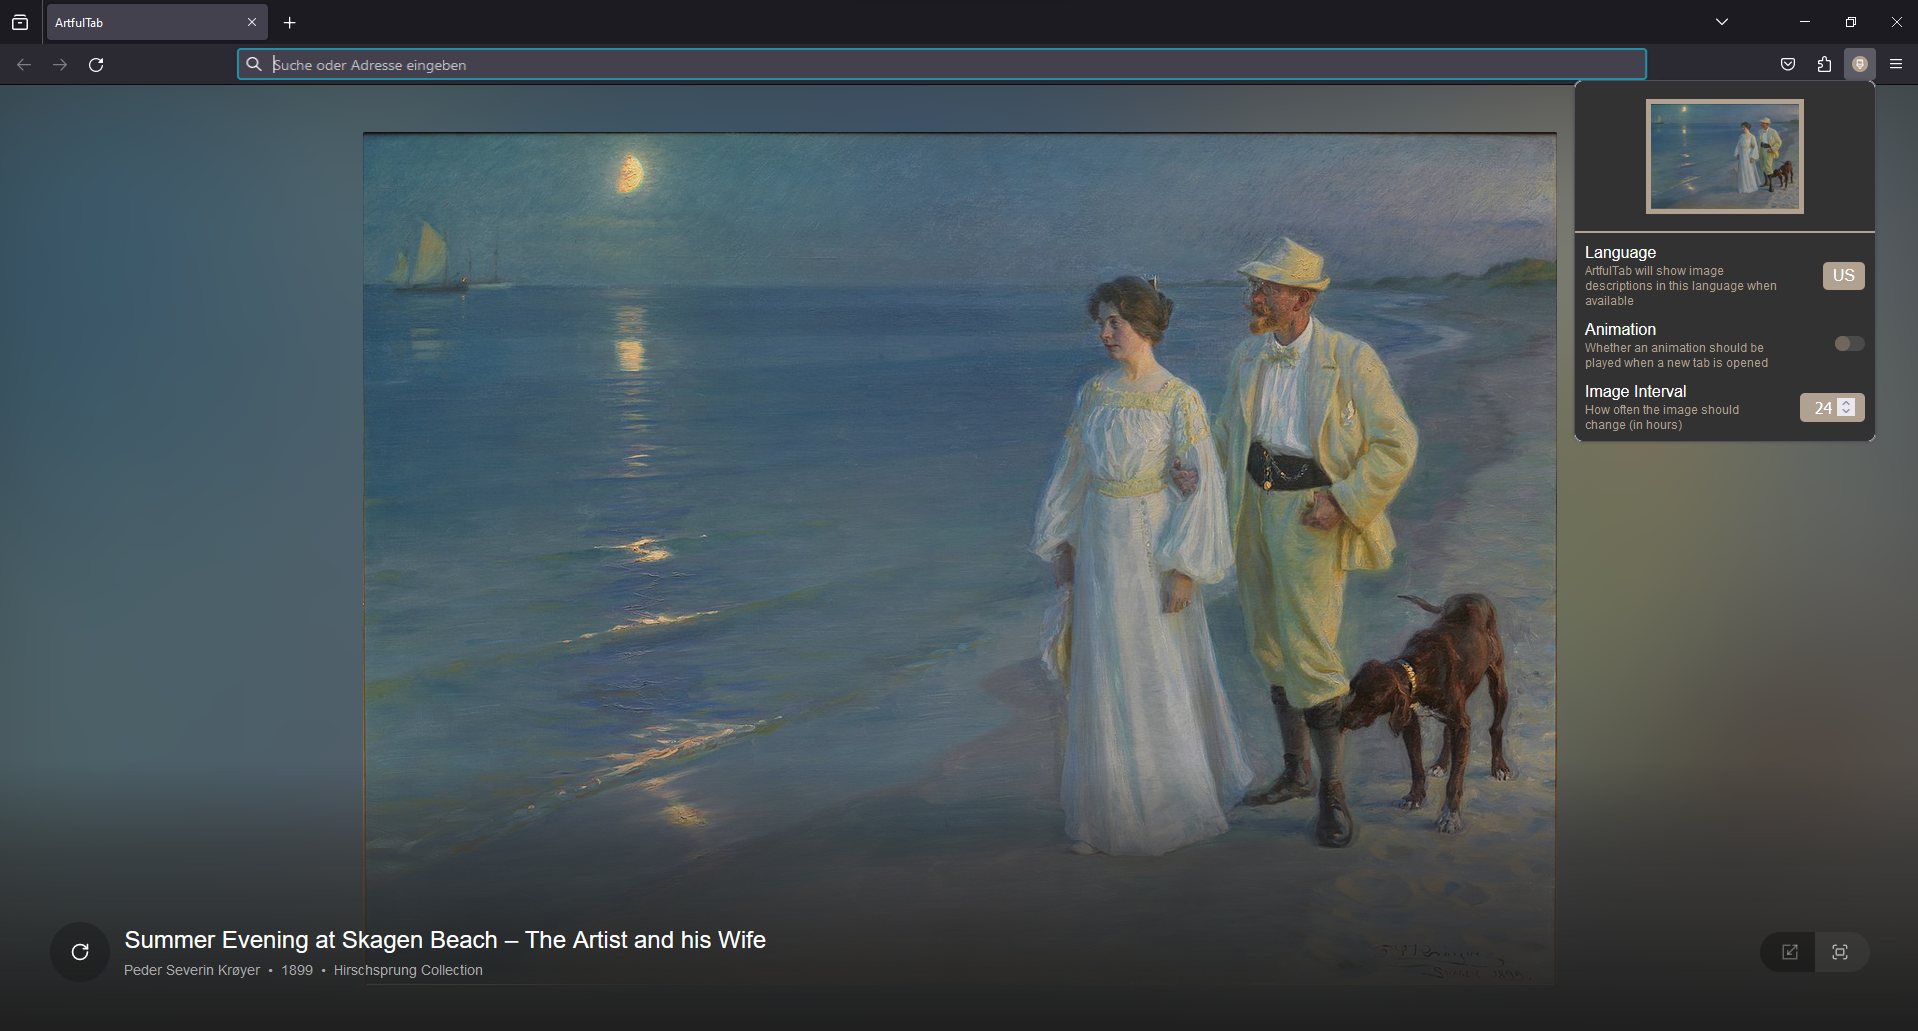 ArtfulTab
Suche oder Adresse eingeben
Language
ArtfulTab will show image
descriptions in this language when
available
US
Animation
Whether an animation should be
played when a new tab is opened
Image Interval
How often the image should
change (in hours)
24
Summer Evening at Skagen Beach – The Artist and his Wife
Peder Severin Krøyer • 1899 • Hirschsprung Collection